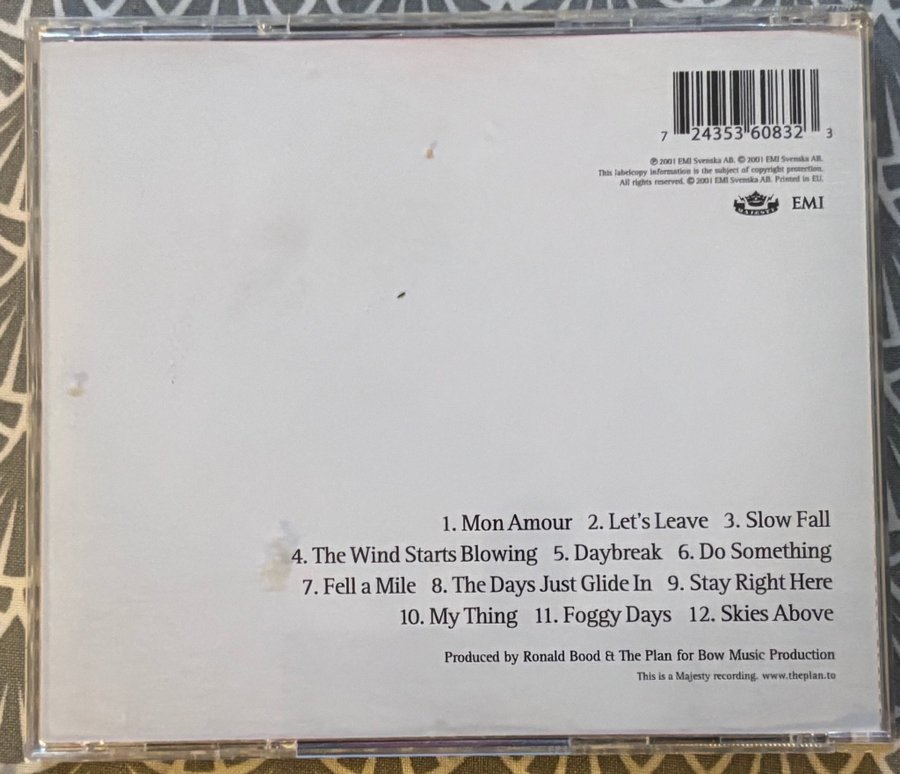 7 24353 60832 3
℗ 2001 EMI Svenska AB. © 2001 EMI Svenska AB.
This labelcopy information is the subject of copyright protection.
All rights reserved. © 2001 EMI Svenska AB. Printed in EU.
MAJESTY EMI
1. Mon Amour 2. Let's Leave 3. Slow Fall
4. The Wind Starts Blowing 5. Daybreak 6. Do Something
7. Fell a Mile 8. The Days Just Glide In 9. Stay Right Here
10. My Thing 11. Foggy Days 12. Skies Above
Produced by Ronald Bood & The Plan for Bow Music Production
This is a Majesty recording. www.theplan.to